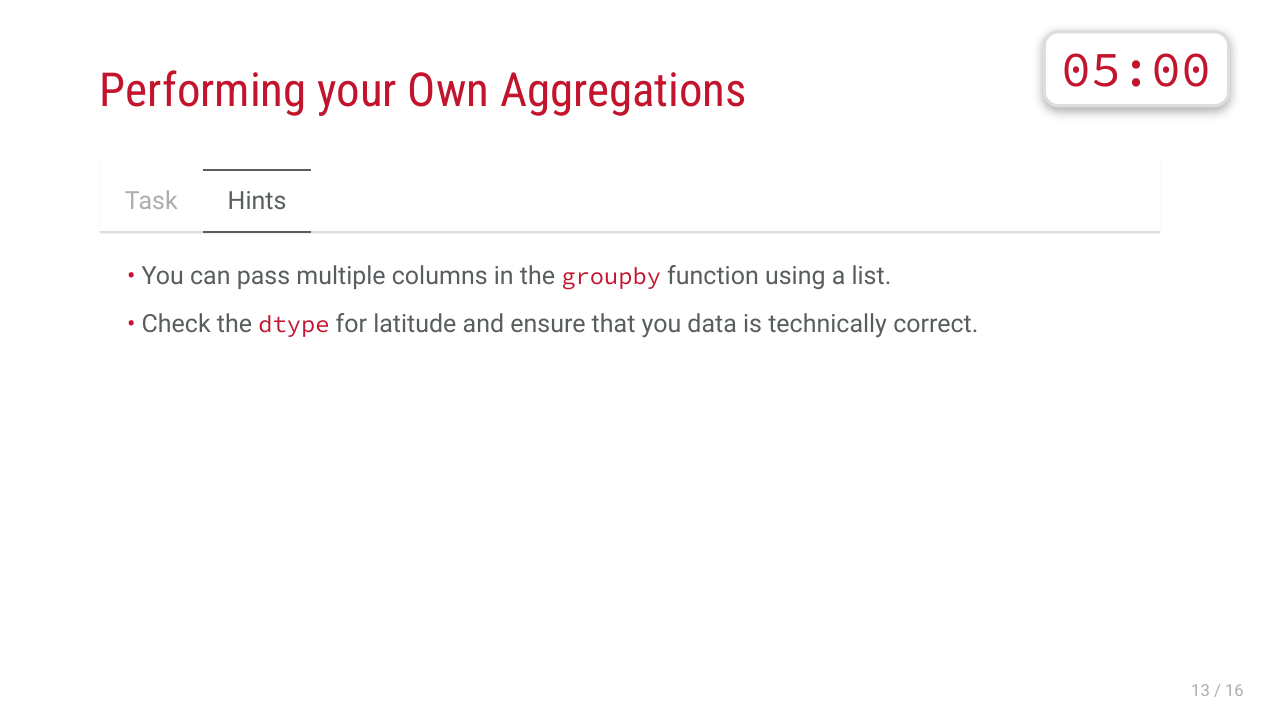 Performing your Own Aggregations
05:00
Task Hints
• You can pass multiple columns in the groupby function using a list.
• Check the dtype for latitude and ensure that you data is technically correct.
13 / 16